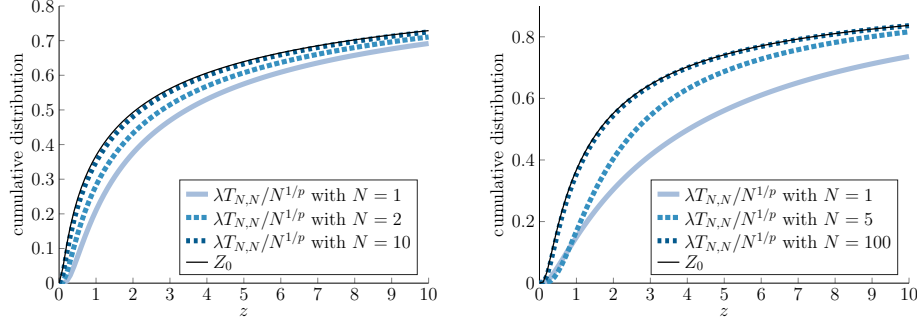 0.8
0.7
0.6
0.5
0.4
0.3
0.2
0.1
0
cumulative distribution
0 1 2 3 4 5 6 7 8 9 10
z
λT_{N,N}/N^{1/p} with N = 1
λT_{N,N}/N^{1/p} with N = 2
λT_{N,N}/N^{1/p} with N = 10
Z_0
0.8
0.6
0.4
0.2
0
cumulative distribution
0 1 2 3 4 5 6 7 8 9 10
z
λT_{N,N}/N^{1/p} with N = 1
λT_{N,N}/N^{1/p} with N = 5
λT_{N,N}/N^{1/p} with N = 100
Z_0